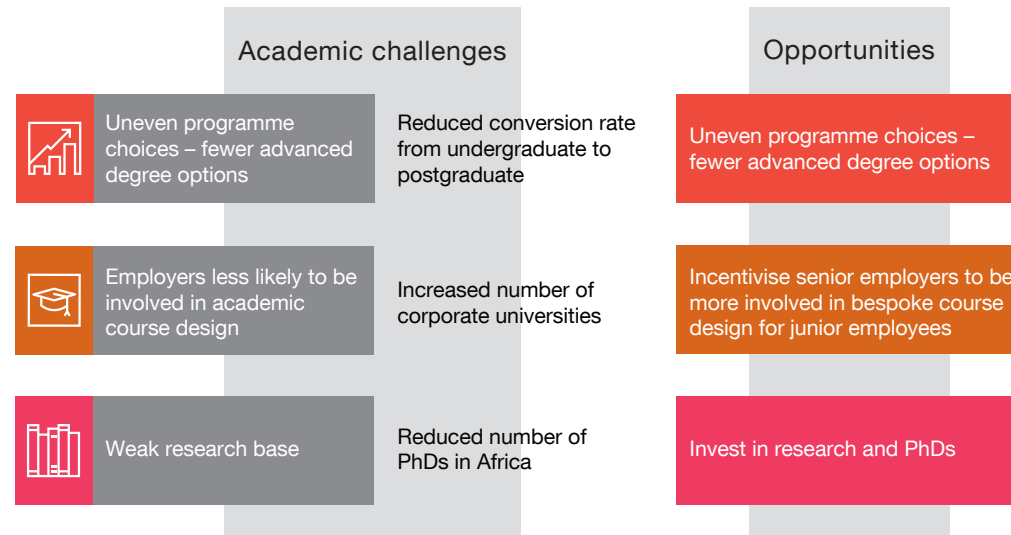 Academic challenges
Opportunities
Uneven programme
choices – fewer advanced
degree options
Reduced conversion rate
from undergraduate to
postgraduate
Uneven programme choices –
fewer advanced degree options
Employers less likely to be
involved in academic
course design
Increased number of
corporate universities
Incentivise senior employers to be
more involved in bespoke course
design for junior employees
Weak research base
Reduced number of
PhDs in Africa
Invest in research and PhDs